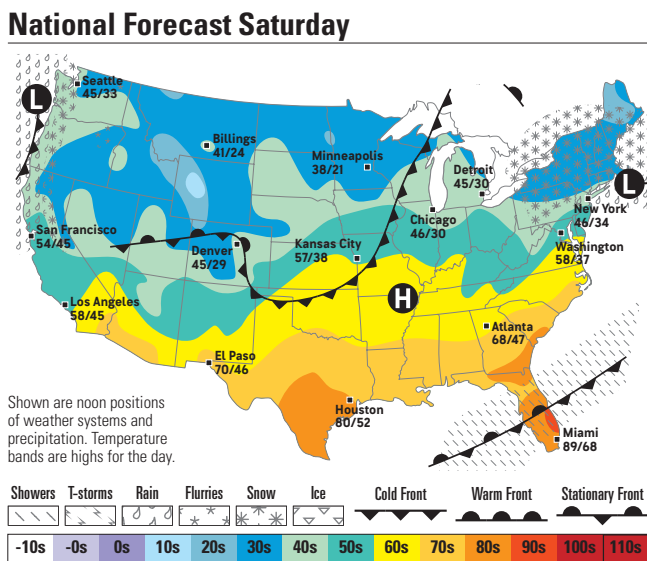 National Forecast Saturday
L
Seattle
45/33
Billings
41/24
Minneapolis
38/21
Detroit
45/30
L
New York
46/34
San Francisco
54/45
Denver
45/29
Kansas City
57/38
Chicago
46/30
Washington
58/37
Los Angeles
58/45
H
Atlanta
68/47
El Paso
70/46
Houston
80/52
Miami
89/68
Shown are noon positions
of weather systems and
precipitation. Temperature
bands are highs for the day.
Showers T-storms Rain Flurries Snow Ice Cold Front Warm Front Stationary Front
-10s -0s 0s 10s 20s 30s 40s 50s 60s 70s 80s 90s 100s 110s